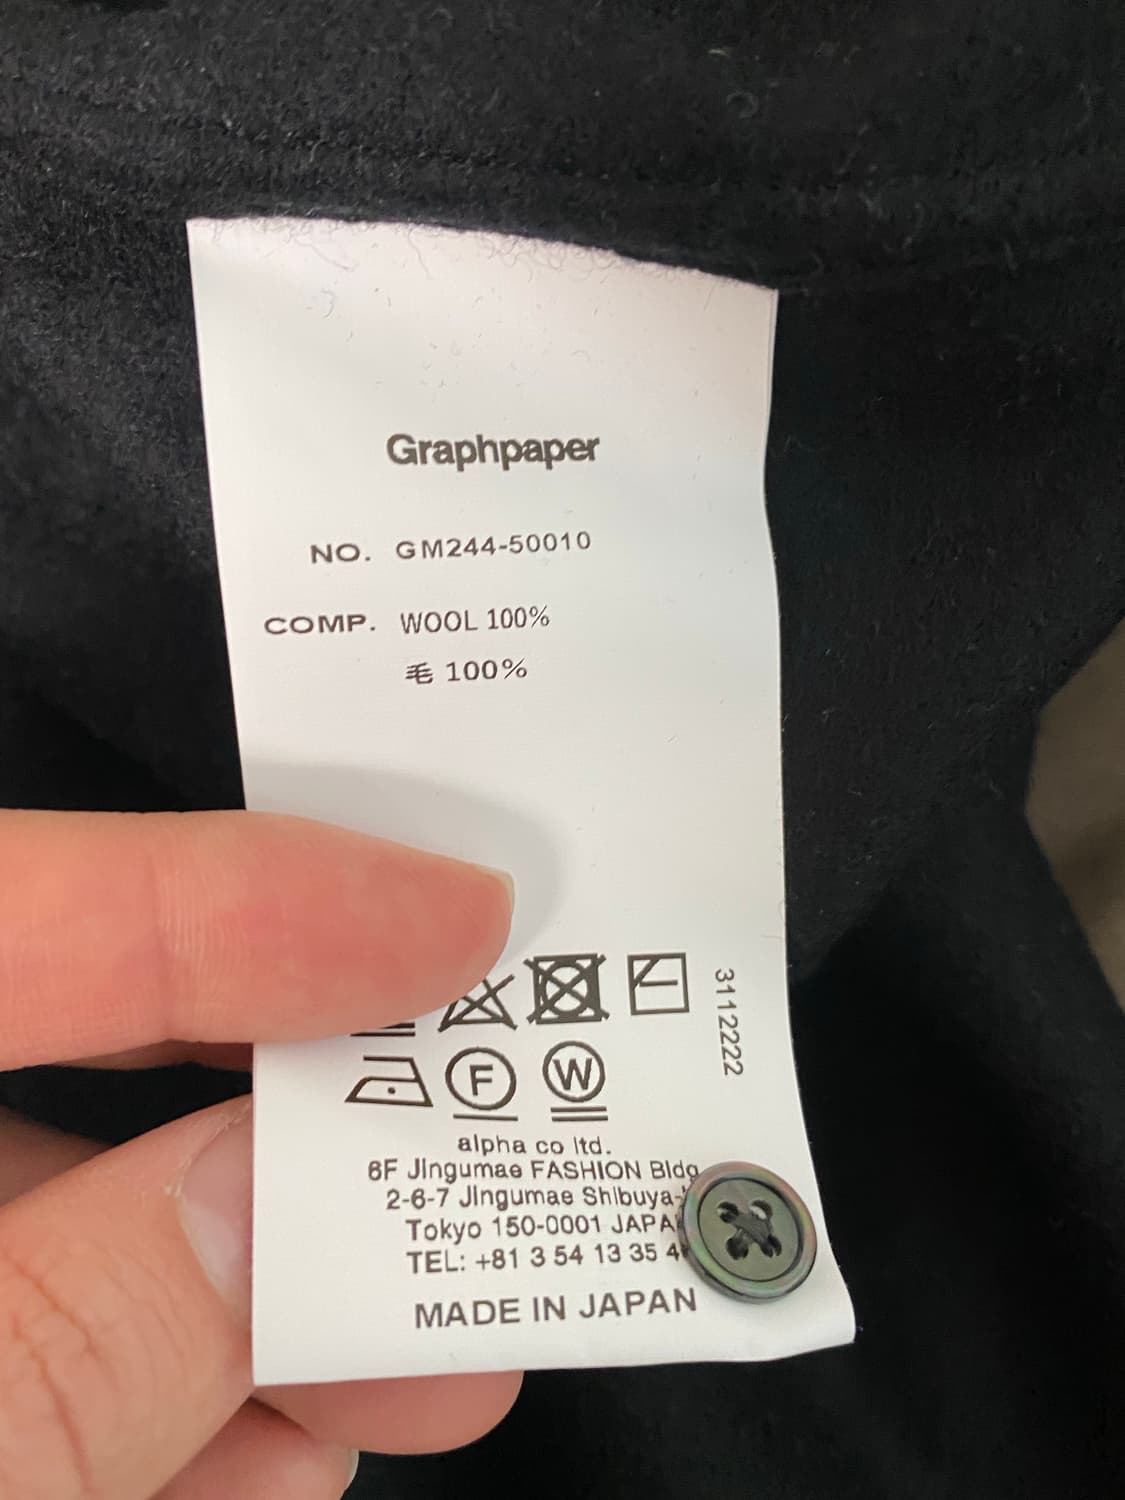 Graphpaper
NO. GM244-50010
COMP. WOOL 100%
毛 100%
3112222
F W
alpha co ltd.
6F JIngumae FASHION Bldg
2-6-7 JIngumae Shibuya-
Tokyo 150-0001 JAPA
TEL: +81 3 54 13 35 4
MADE IN JAPAN